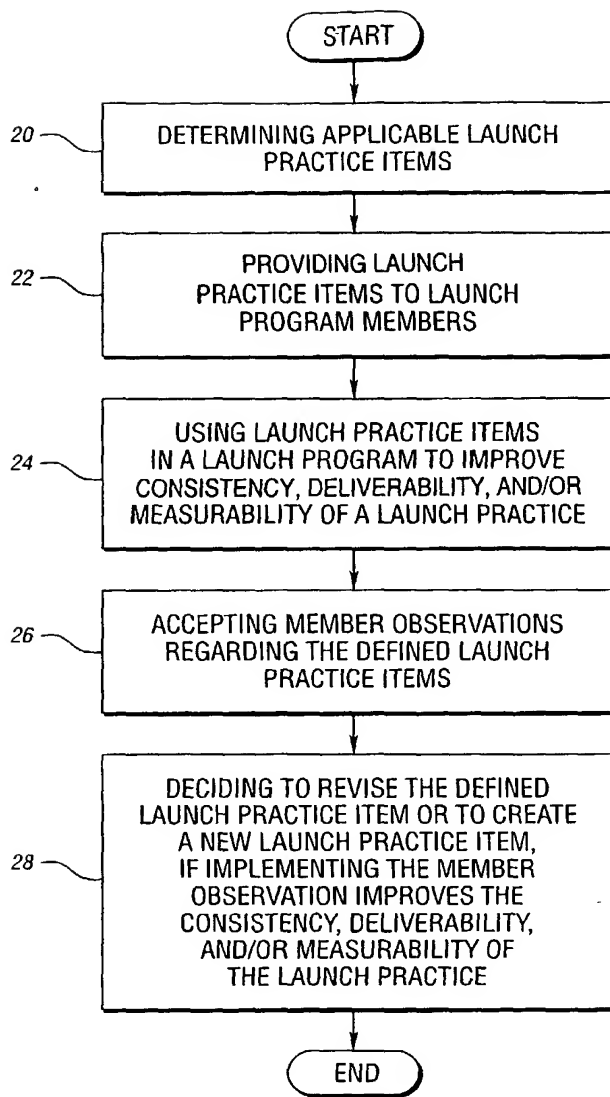 START
20
DETERMINING APPLICABLE LAUNCH
PRACTICE ITEMS
22
PROVIDING LAUNCH
PRACTICE ITEMS TO LAUNCH
PROGRAM MEMBERS
24
USING LAUNCH PRACTICE ITEMS
IN A LAUNCH PROGRAM TO IMPROVE
CONSISTENCY, DELIVERABILITY, AND/OR
MEASURABILITY OF A LAUNCH PRACTICE
26
ACCEPTING MEMBER OBSERVATIONS
REGARDING THE DEFINED LAUNCH
PRACTICE ITEMS
28
DECIDING TO REVISE THE DEFINED
LAUNCH PRACTICE ITEM OR TO CREATE
A NEW LAUNCH PRACTICE ITEM,
IF IMPLEMENTING THE MEMBER
OBSERVATION IMPROVES THE
CONSISTENCY, DELIVERABILITY,
AND/OR MEASURABILITY OF
THE LAUNCH PRACTICE
END